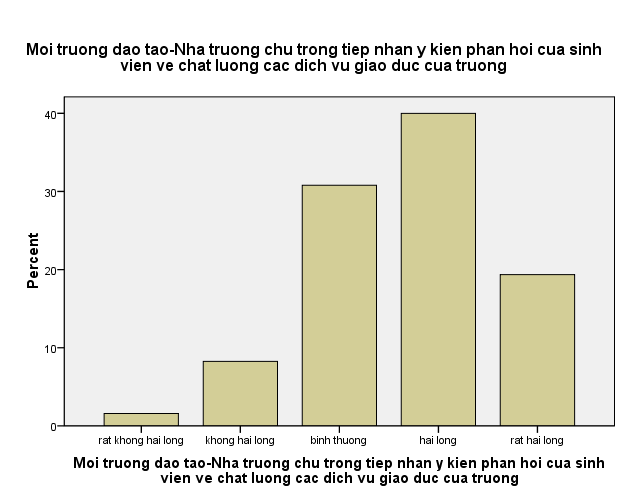 Moi truong dao tao-Nha truong chu trong tiep nhan y kien phan hoi cua sinh
vien ve chat luong cac dich vu giao duc cua truong
40
30
20
10
0
Percent
rat khong hai long
khong hai long
binh thuong
hai long
rat hai long
Moi truong dao tao-Nha truong chu trong tiep nhan y kien phan hoi cua sinh
vien ve chat luong cac dich vu giao duc cua truong